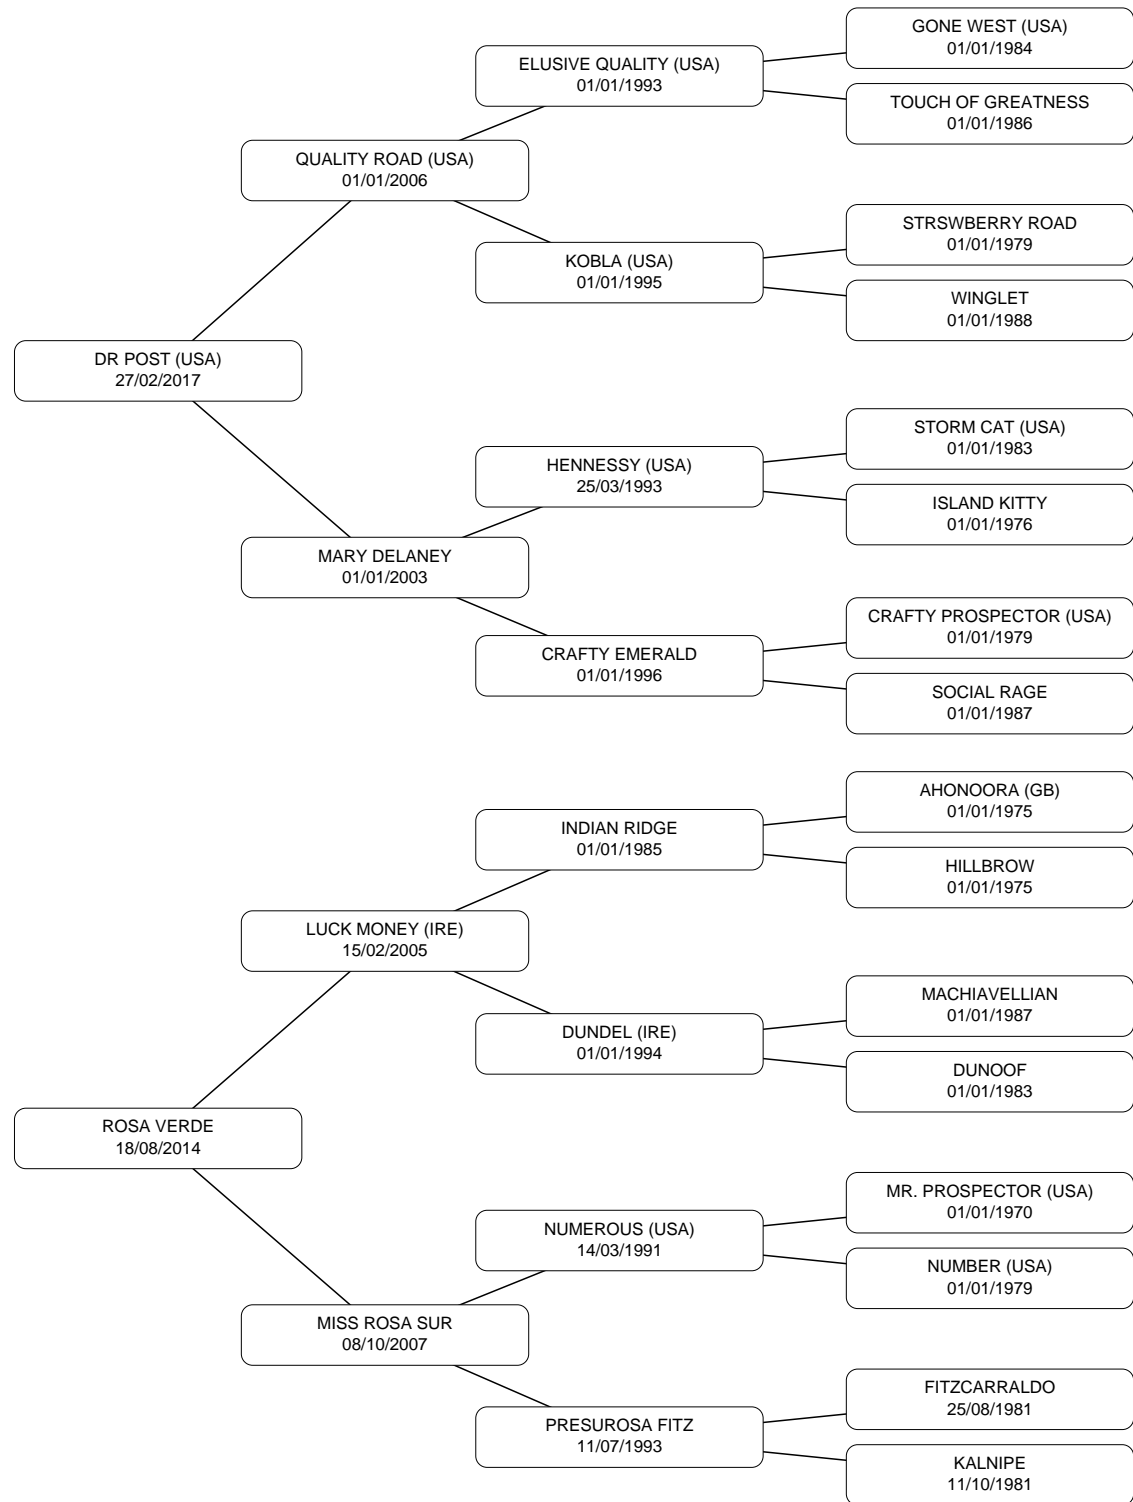 GONE WEST (USA)
01/01/1984
ELUSIVE QUALITY (USA)
01/01/1993
TOUCH OF GREATNESS
01/01/1986
QUALITY ROAD (USA)
01/01/2006
STRSWBERRY ROAD
01/01/1979
KOBLA (USA)
01/01/1995
WINGLET
01/01/1988
DR POST (USA)
27/02/2017
STORM CAT (USA)
01/01/1983
HENNESSY (USA)
25/03/1993
ISLAND KITTY
01/01/1976
MARY DELANEY
01/01/2003
CRAFTY PROSPECTOR (USA)
01/01/1979
CRAFTY EMERALD
01/01/1996
SOCIAL RAGE
01/01/1987
AHONOORA (GB)
01/01/1975
INDIAN RIDGE
01/01/1985
HILLBROW
01/01/1975
LUCK MONEY (IRE)
15/02/2005
MACHIAVELLIAN
01/01/1987
DUNDEL (IRE)
01/01/1994
DUNOOF
01/01/1983
ROSA VERDE
18/08/2014
MR. PROSPECTOR (USA)
01/01/1970
NUMEROUS (USA)
14/03/1991
NUMBER (USA)
01/01/1979
MISS ROSA SUR
08/10/2007
FITZCARRALDO
25/08/1981
PRESUROSA FITZ
11/07/1993
KALNIPE
11/10/1981